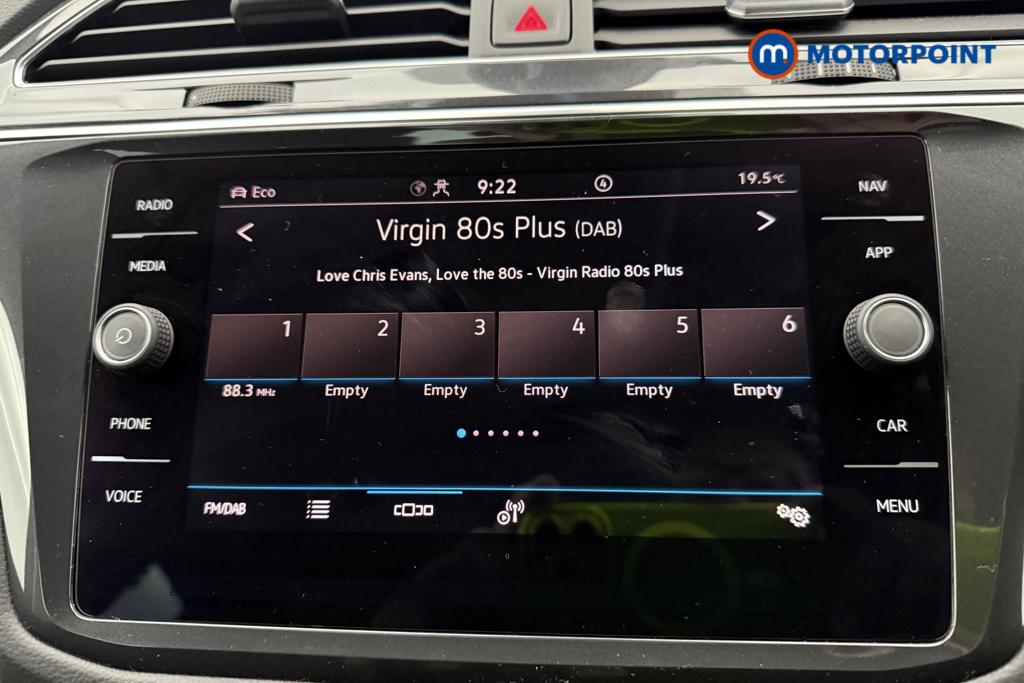 m MOTORPOINT
RADIO
MEDIA
PHONE
VOICE
Eco
9:22
4
19.5°C
< Virgin 80s Plus (DAB) >
Love Chris Evans, Love the 80s - Virgin Radio 80s Plus
1 2 3 4 5 6
88.3 MHz Empty Empty Empty Empty Empty
FM/DAB
NAV
APP
CAR
MENU